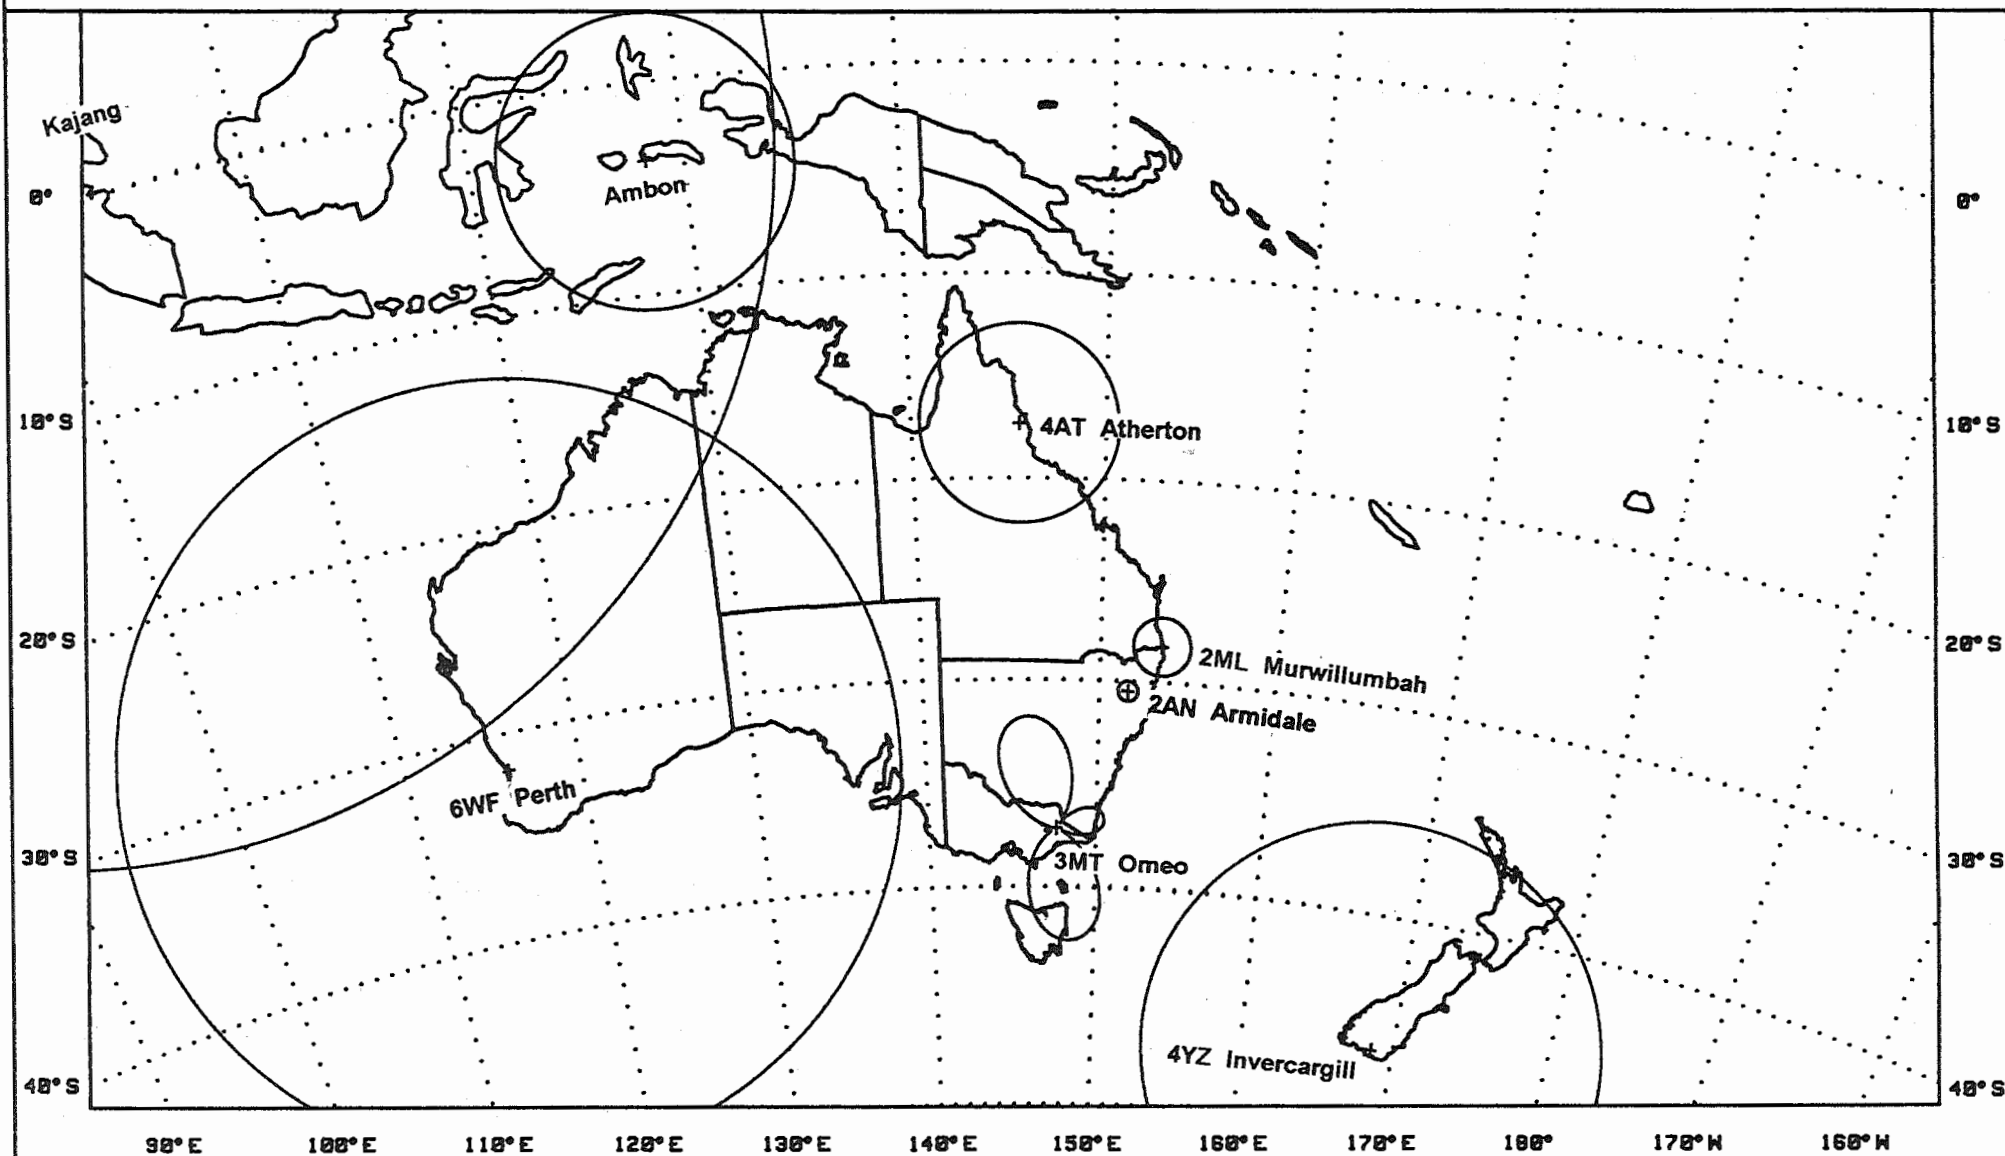 Kajang
0°
0°
Ambon
10°S
4AT Atherton
10°S
20°S
2ML Murwillumbah
20°S
2AN Armidale
6WF Perth
30°S
3MT Omeo
30°S
4YZ Invercargill
40°S
40°S
90°E 100°E 110°E 120°E 130°E 140°E 150°E 160°E 170°E 180° 170°W 160°W